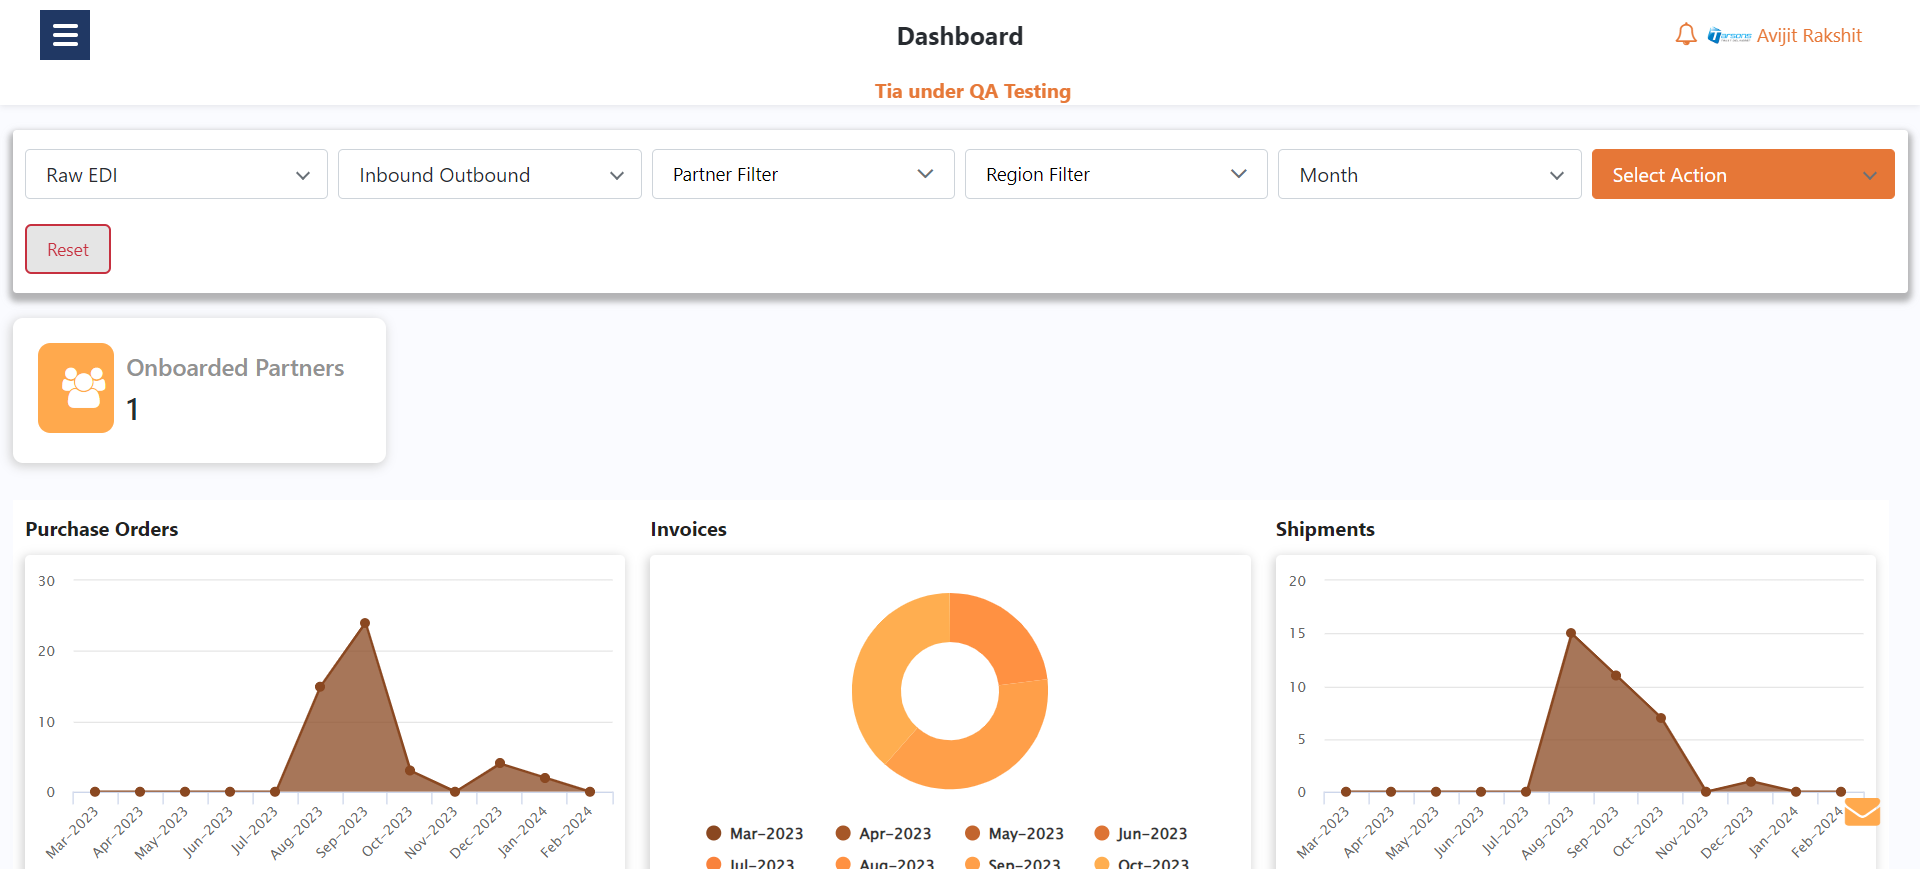 Dashboard
Tarsons
Avijit Rakshit
Tia under QA Testing
Raw EDI
Inbound Outbound
Partner Filter
Region Filter
Month
Select Action
Reset
Onboarded Partners
1
Purchase Orders
30
20
10
0
Mar-2023
Apr-2023
May-2023
Jun-2023
Jul-2023
Aug-2023
Sep-2023
Oct-2023
Nov-2023
Dec-2023
Jan-2024
Feb-2024
Invoices
Mar-2023
Apr-2023
May-2023
Jun-2023
Jul-2023
Aug-2023
Sep-2023
Oct-2023
Shipments
20
15
10
5
0
Mar-2023
Apr-2023
May-2023
Jun-2023
Jul-2023
Aug-2023
Sep-2023
Oct-2023
Nov-2023
Dec-2023
Jan-2024
Feb-2024